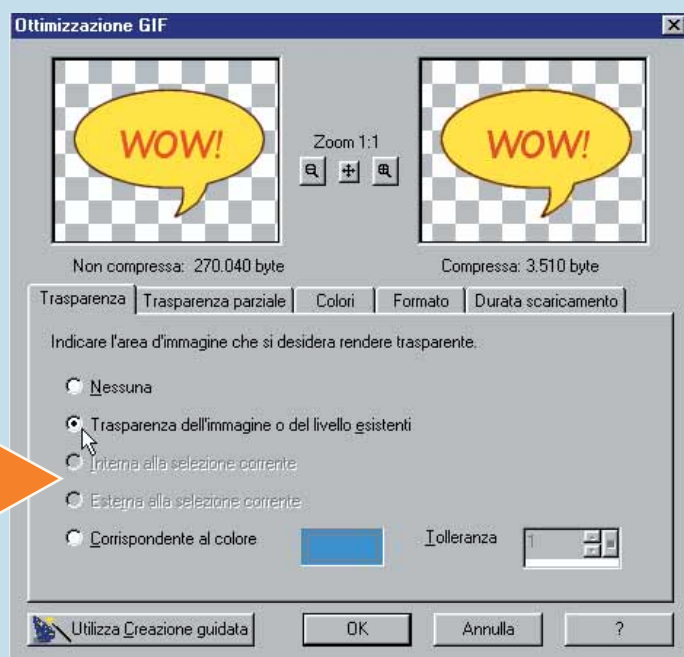 Ottimizzazione GIF
WOW!
WOW!
Zoom 1:1
Non compressa: 270.040 byte
Compressa: 3.510 byte
Trasparenza
Trasparenza parziale
Colori
Formato
Durata scaricamento
Indicare l'area d'immagine che si desidera rendere trasparente.
Nessuna
Trasparenza dell'immagine o del livello esistenti
Interna alla selezione corrente
Esterna alla selezione corrente
Corrispondente al colore
Tolleranza
1
Utilizza Creazione guidata
OK
Annulla
?